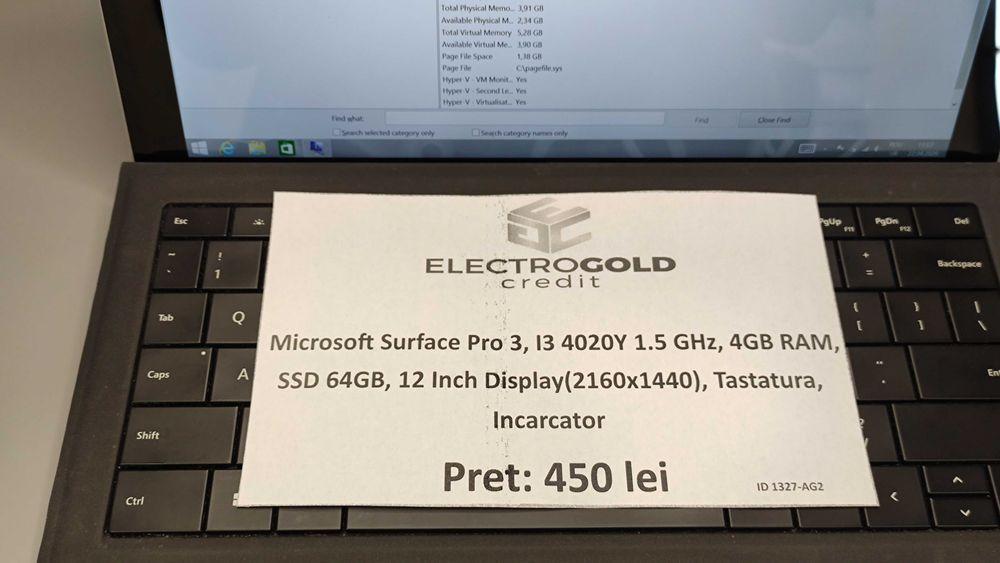 Total Physical Memo... 3,91 GB
Available Physical M... 2,34 GB
Total Virtual Memory 5,28 GB
Available Virtual Me... 3,90 GB
Page File Space 1,38 GB
Page File C:\pagefile.sys
Hyper-V - VM Monit... Yes
Hyper-V - Second Le... Yes
Hyper-V - Virtualisat... Yes
Find what:
Find
Close Find
Search selected category only
Search category names only
Esc
PgUp F11
PgDn F12
Del
~ `
! 1
+ =
Backspace
Tab
Q
{ [
} ]
| \
Caps
A
" '
Ent
Shift
? /
Ctrl
ELECTROGOLD
credit
Microsoft Surface Pro 3, I3 4020Y 1.5 GHz, 4GB RAM,
SSD 64GB, 12 Inch Display(2160x1440), Tastatura,
Incarcator
Pret: 450 lei
ID 1327-AG2